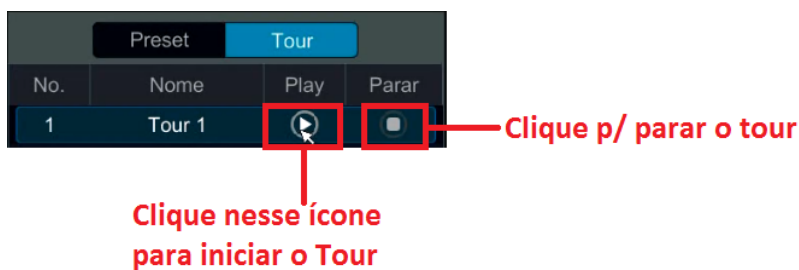 Preset Tour
No. Nome Play Parar
1 Tour 1
Clique p/ parar o tour
Clique nesse ícone
para iniciar o Tour